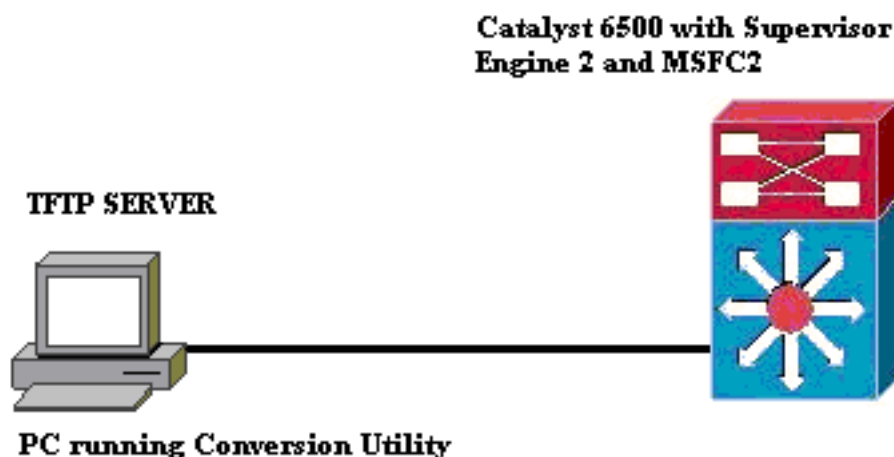 Catalyst 6500 with Supervisor
Engine 2 and MSFC2
TFTP SERVER
PC running Conversion Utility